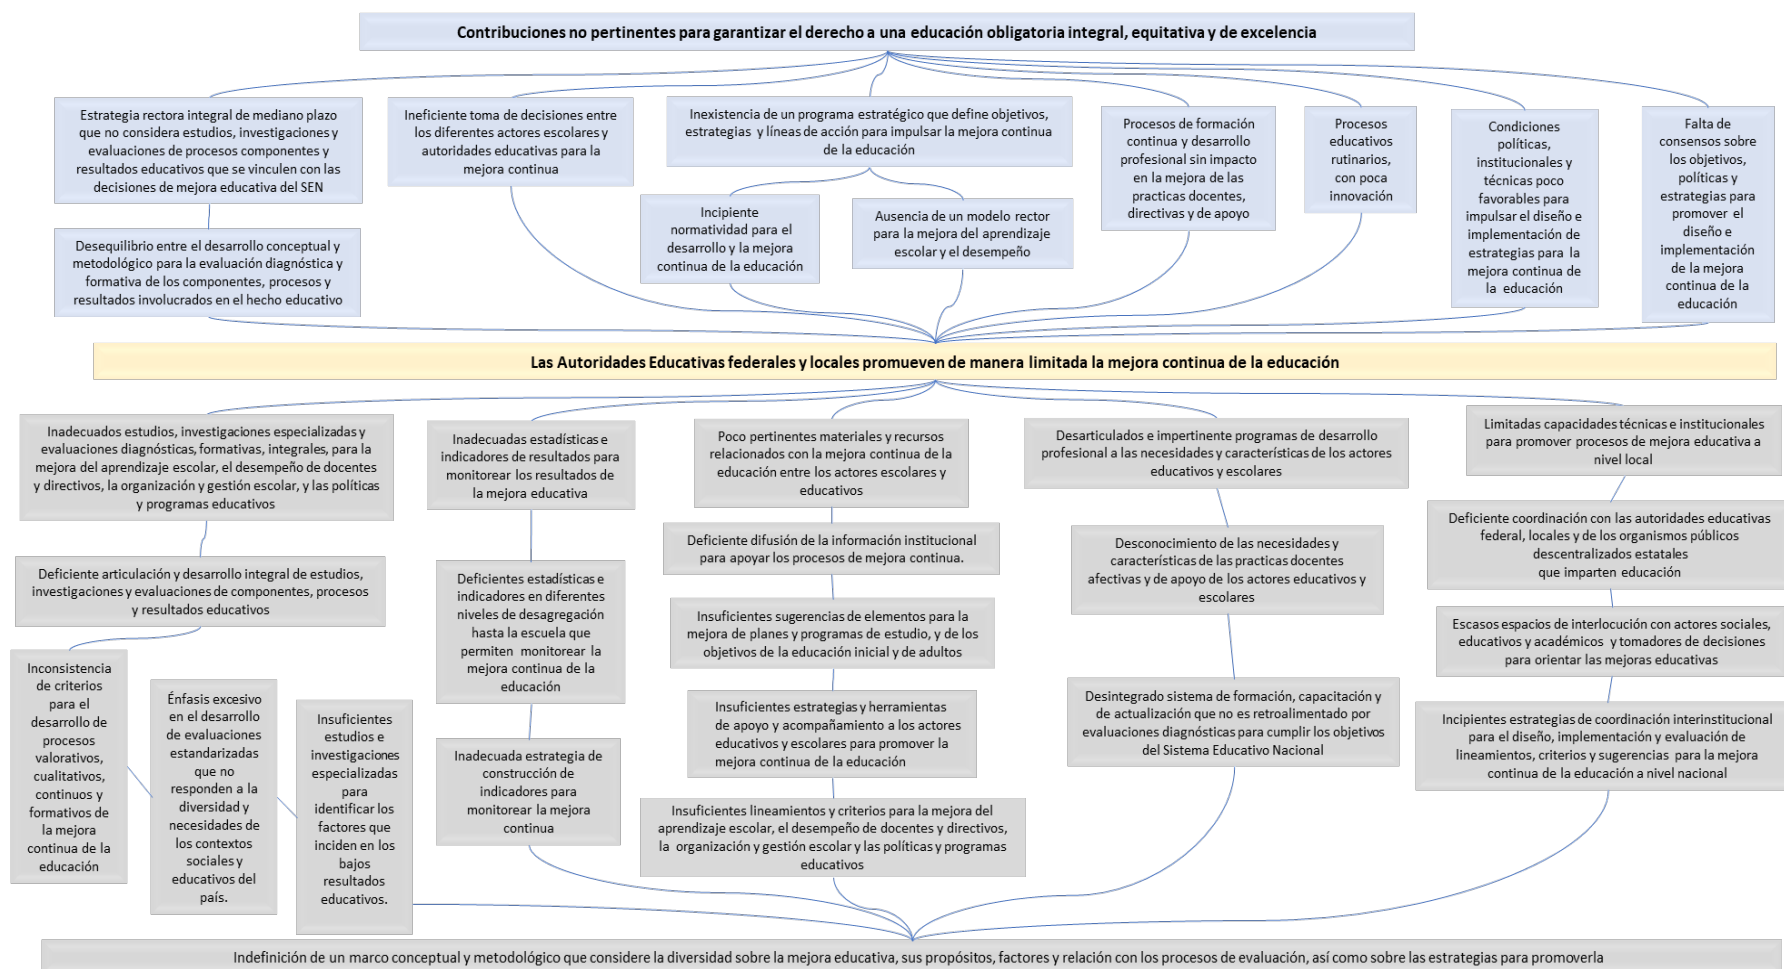 Contribuciones no pertinentes para garantizar el derecho a una educación obligatoria integral, equitativa y de excelencia
Estrategia rectora integral de mediano plazo
que no considera estudios, investigaciones y
evaluaciones de procesos componentes y
resultados educativos que se vinculen con las
decisiones de mejora educativa del SEN
Ineficiente toma de decisiones entre
los diferentes actores escolares y
autoridades educativas para la
mejora continua
Inexistencia de un programa estratégico que define objetivos,
estrategias y líneas de acción para impulsar la mejora continua
de la educación
Procesos de formación
continua y desarrollo
profesional sin impacto
en la mejora de las
practicas docentes,
directivas y de apoyo
Procesos
educativos
rutinarios,
con poca
innovación
Condiciones
políticas,
institucionales y
técnicas poco
favorables para
impulsar el diseño e
implementación de
estrategias para la
mejora continua de
la educación
Falta de
consensos sobre
los objetivos,
políticas y
estrategias para
promover el
diseño e
implementación
de la mejora
continua de la
educación
Incipiente
normatividad para el
desarrollo y la mejora
continua de la educación
Ausencia de un modelo rector
para la mejora del aprendizaje
escolar y el desempeño
Desequilibrio entre el desarrollo conceptual y
metodológico para la evaluación diagnóstica y
formativa de los componentes, procesos y
resultados involucrados en el hecho educativo
Las Autoridades Educativas federales y locales promueven de manera limitada la mejora continua de la educación
Inadecuados estudios, investigaciones especializadas y
evaluaciones diagnósticas, formativas, integrales, para la
mejora del aprendizaje escolar, el desempeño de docentes
y directivos, la organización y gestión escolar, y las políticas
y programas educativos
Deficiente articulación y desarrollo integral de estudios,
investigaciones y evaluaciones de componentes, procesos
y resultados educativos
Inconsistencia
de criterios
para el
desarrollo de
procesos
valorativos,
cualitativos,
continuos y
formativos de
la mejora
continua de la
educación
Énfasis excesivo
en el desarrollo
de evaluaciones
estandarizadas
que no
responden a la
diversidad y
necesidades de
los contextos
sociales y
educativos del
país.
Insuficientes
estudios e
investigaciones
especializadas
para
identificar los
factores que
inciden en los
bajos
resultados
educativos.
Inadecuadas estadísticas e
indicadores de resultados para
monitorear los resultados de
la mejora educativa
Deficientes estadísticas e
indicadores en diferentes
niveles de desagregación
hasta la escuela que
permiten monitorear la
mejora continua de la
educación
Inadecuada estrategia de
construcción de
indicadores para
monitorear la mejora
continua
Poco pertinentes materiales y recursos
relacionados con la mejora continua de la
educación entre los actores escolares y
educativos
Deficiente difusión de la información institucional
para apoyar los procesos de mejora continua.
Insuficientes sugerencias de elementos para la
mejora de planes y programas de estudio, y de los
objetivos de la educación inicial y de adultos
Insuficientes estrategias y herramientas
de apoyo y acompañamiento a los actores
educativos y escolares para promover la
mejora continua de la educación
Insuficientes lineamientos y criterios para la mejora del
aprendizaje escolar, el desempeño de docentes y directivos,
la organización y gestión escolar y las políticas y programas
educativos
Desarticulados e impertinente programas de desarrollo
profesional a las necesidades y características de los actores
educativos y escolares
Desconocimiento de las necesidades y
características de las practicas docentes
afectivas y de apoyo de los actores educativos y
escolares
Desintegrado sistema de formación, capacitación y
de actualización que no es retroalimentado por
evaluaciones diagnósticas para cumplir los objetivos
del Sistema Educativo Nacional
Limitadas capacidades técnicas e institucionales
para promover procesos de mejora educativa a
nivel local
Deficiente coordinación con las autoridades educativas
federal, locales y de los organismos públicos
descentralizados estatales
que imparten educación
Escasos espacios de interlocución con actores sociales,
educativos y académicos y tomadores de decisiones
para orientar las mejoras educativas
Incipientes estrategias de coordinación interinstitucional
para el diseño, implementación y evaluación de
lineamientos, criterios y sugerencias para la mejora
continua de la educación a nivel nacional
Indefinición de un marco conceptual y metodológico que considere la diversidad sobre la mejora educativa, sus propósitos, factores y relación con los procesos de evaluación, así como sobre las estrategias para promoverla